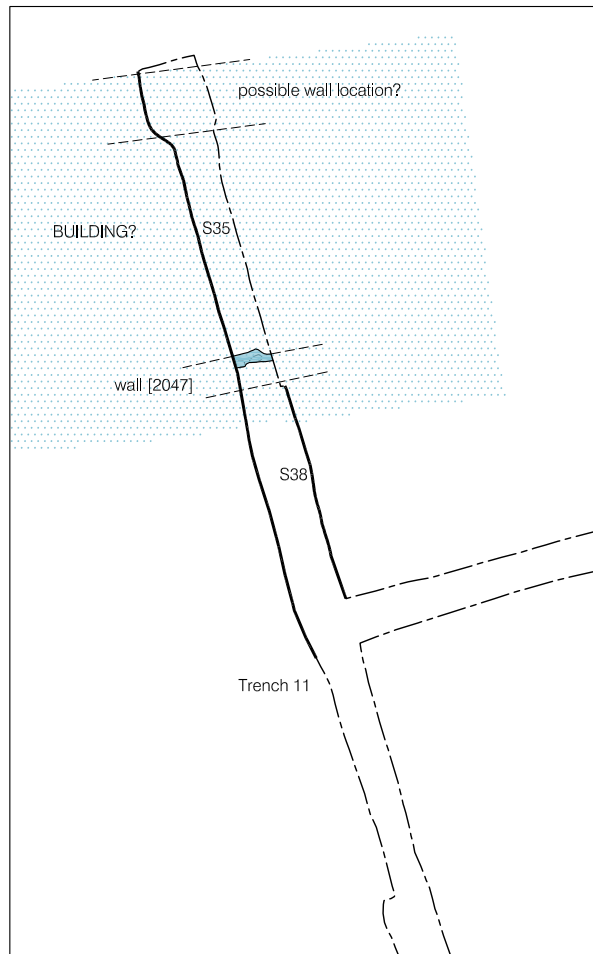 possible wall location?
BUILDING?
S35
wall [2047]
S38
Trench 11